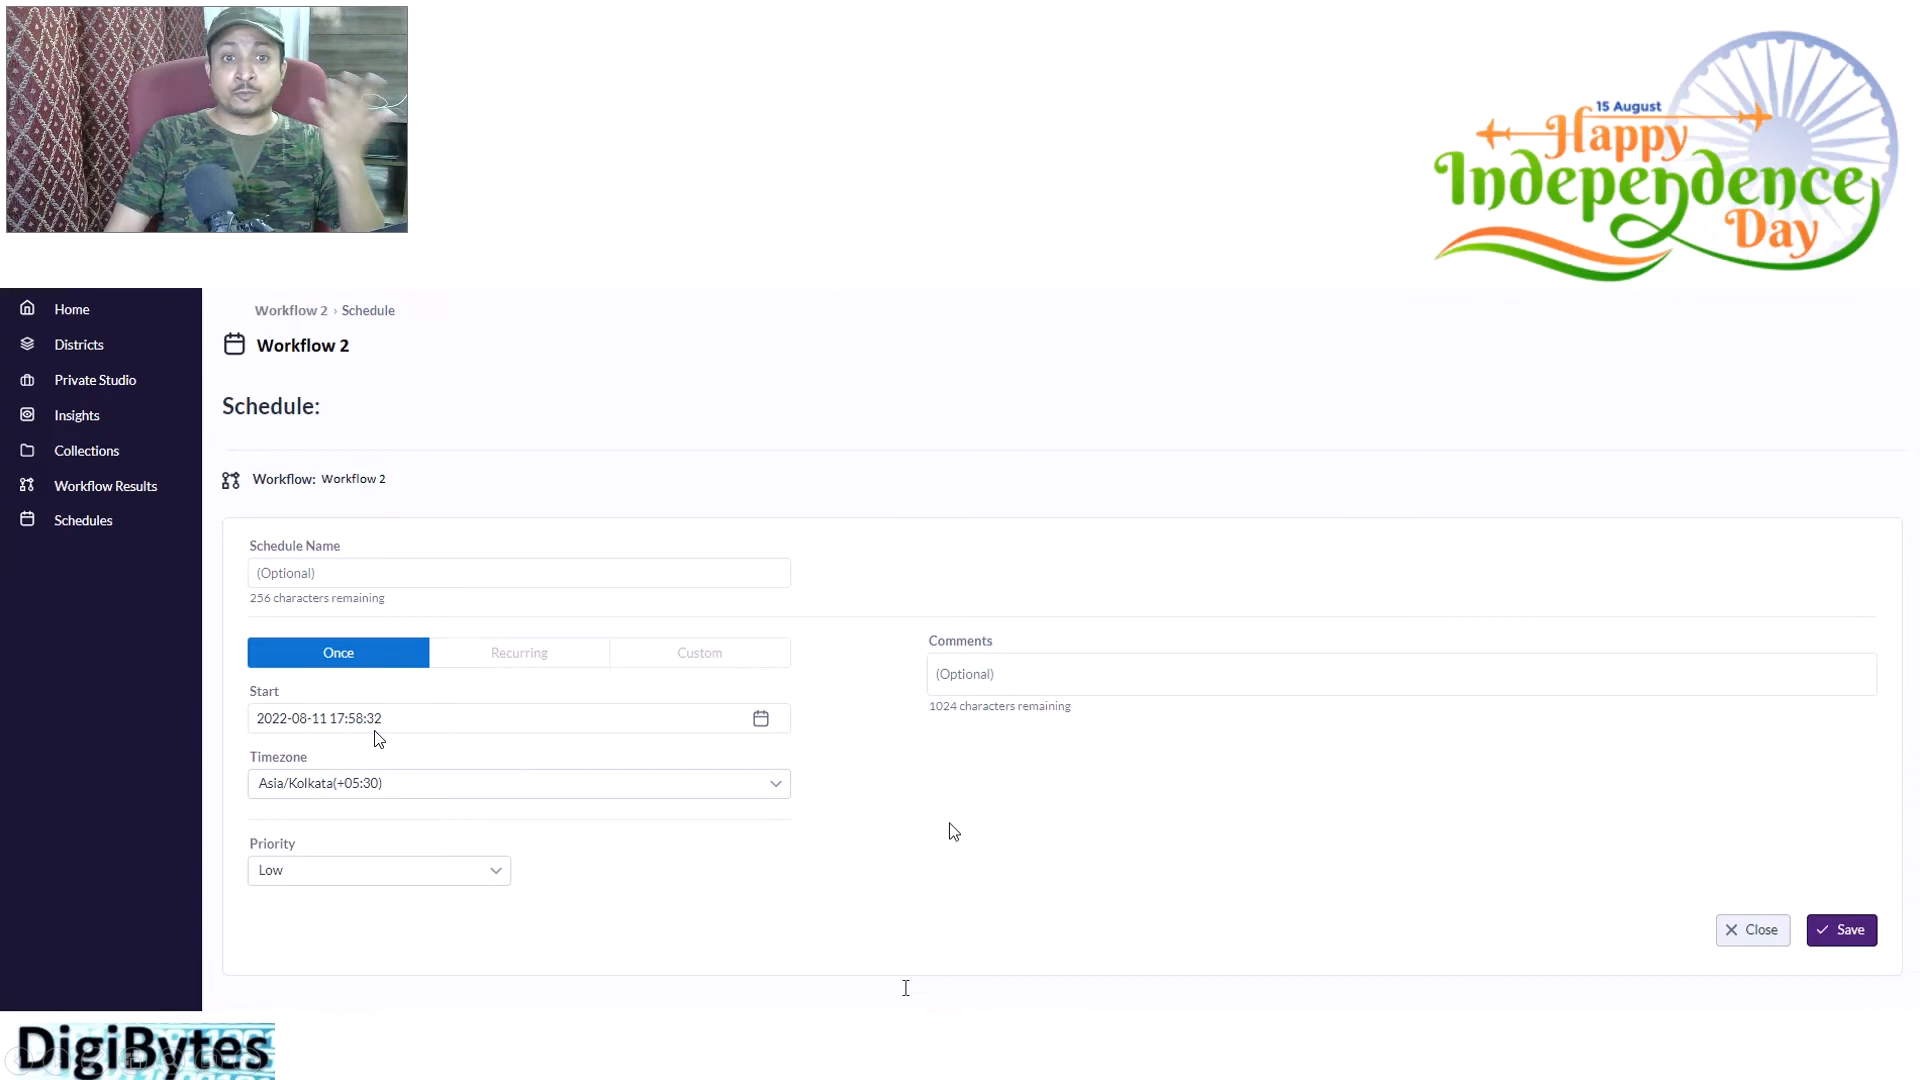 15 August
Happy
Independence
Day
Home
Districts
Private Studio
Insights
Collections
Workflow Results
Schedules
Workflow 2 › Schedule
Workflow 2
Schedule:
Workflow: Workflow 2
Schedule Name
(Optional)
256 characters remaining
Once Recurring Custom
Start
2022-08-11 17:58:32
Timezone
Asia/Kolkata(+05:30)
Priority
Low
Comments
(Optional)
1024 characters remaining
Close
Save
DigiBytes